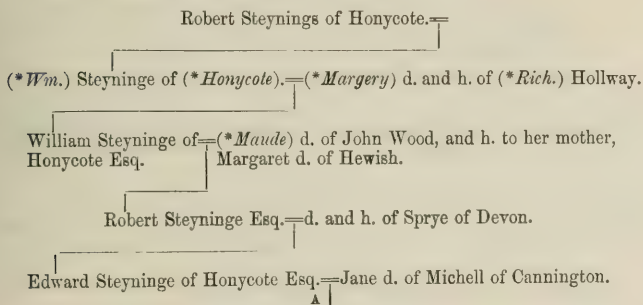 Robert Steynings of Honycote.=
(*Wm.) Steyninge of (*Honycote).=(*Margery) d. and h. of (*Rich.) Hollway.
William Steyninge of=(*Maude) d. of John Wood, and h. to her mother,
Honycote Esq. Margaret d. of Hewish.
Robert Steyninge Esq.=d. and h. of Sprye of Devon.
Edward Steyninge of Honycote Esq.=Jane d. of Michell of Cannington.
A